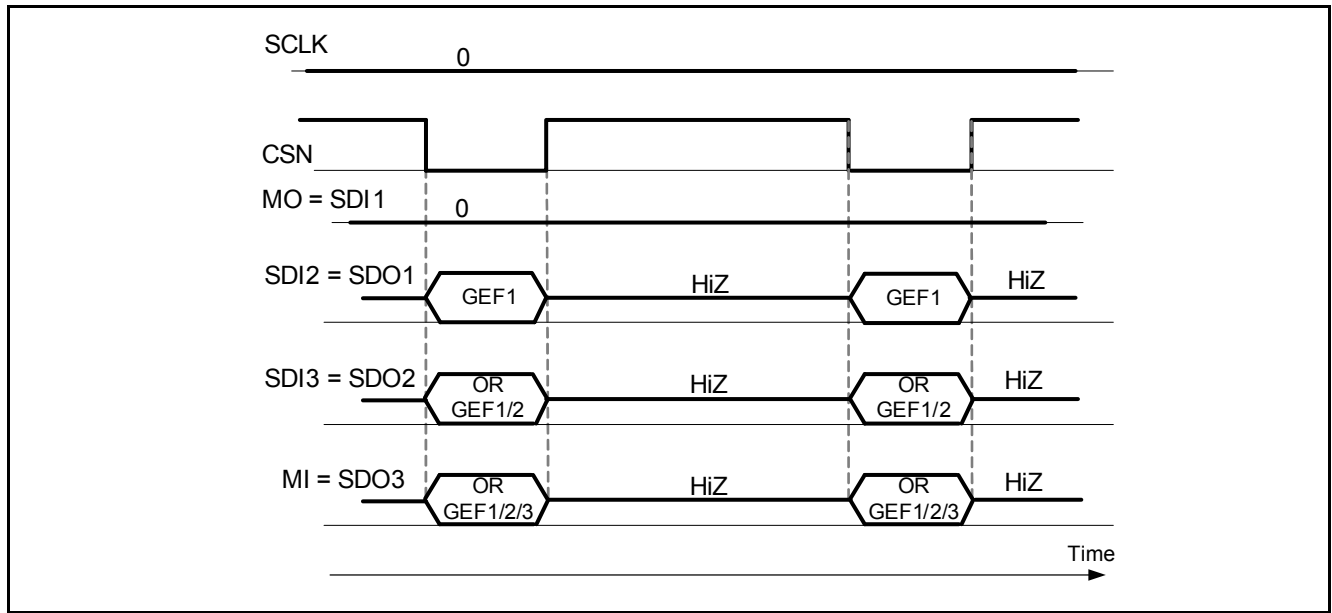 SCLK
0
CSN
MO = SDI1
0
SDI2 = SDO1
GEF1
HiZ
GEF1
HiZ
SDI3 = SDO2
OR
GEF1/2
HiZ
OR
GEF1/2
HiZ
MI = SDO3
OR
GEF1/2/3
HiZ
OR
GEF1/2/3
HiZ
Time